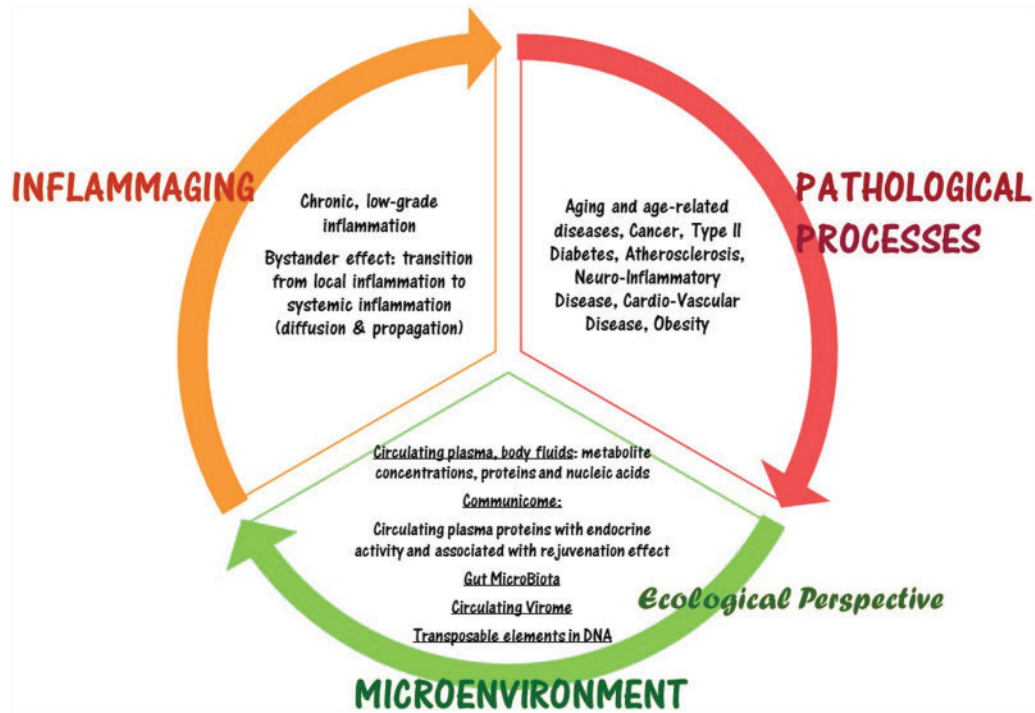 INFLAMMAGING
Chronic, low-grade
inflammation
Bystander effect: transition
from local inflammation to
systemic inflammation
(diffusion & propagation)
PATHOLOGICAL
PROCESSES
Aging and age-related
diseases, Cancer, Type II
Diabetes, Atherosclerosis,
Neuro-Inflammatory
Disease, Cardio-Vascular
Disease, Obesity
Circulating plasma, body fluids: metabolite
concentrations, proteins and nucleic acids
Communicome:
Circulating plasma proteins with endocrine
activity and associated with rejuvenation effect
Gut MicroBiota
Circulating Virome
Transposable elements in DNA
Ecological Perspective
MICROENVIRONMENT